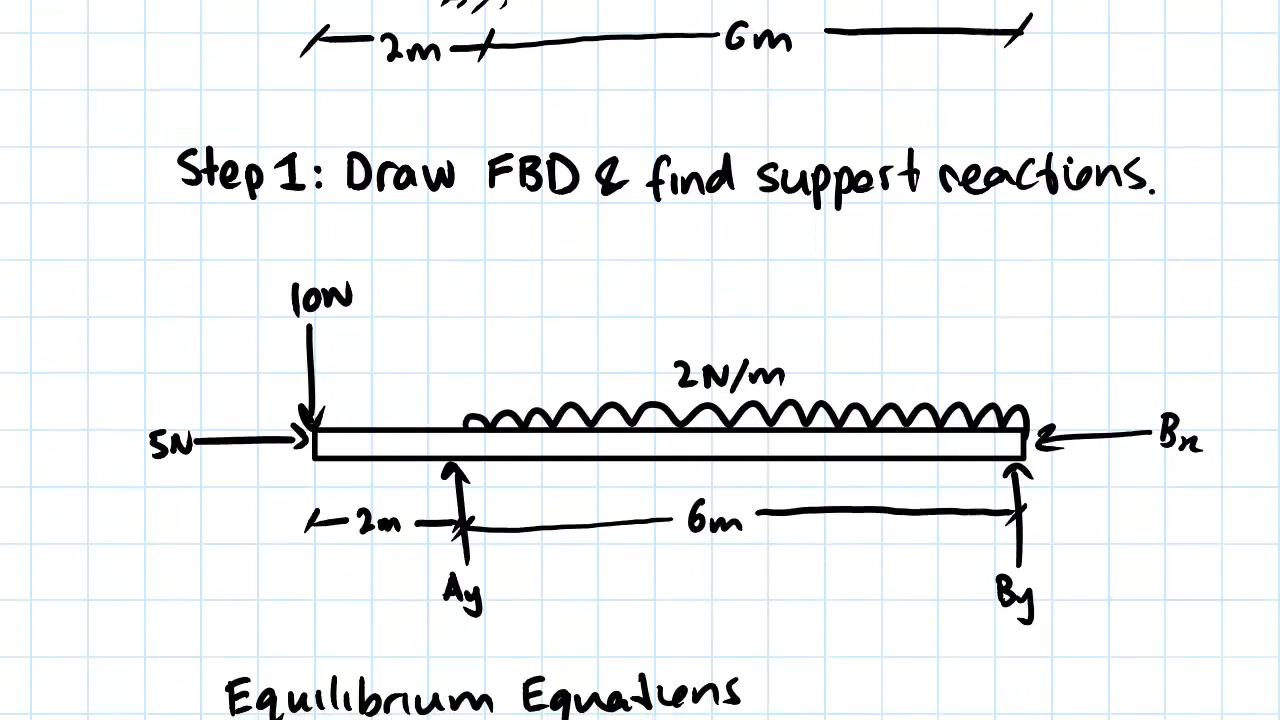 2m 6m
Step 1: Draw FBD & find support reactions.
10N
2N/m
5N Bx
2m 6m
Ay By
Equilibrium Equations